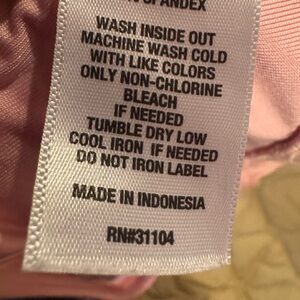 SPANDEX
WASH INSIDE OUT
MACHINE WASH COLD
WITH LIKE COLORS
ONLY NON-CHLORINE
BLEACH
IF NEEDED
TUMBLE DRY LOW
COOL IRON IF NEEDED
DO NOT IRON LABEL
MADE IN INDONESIA
RN#31104